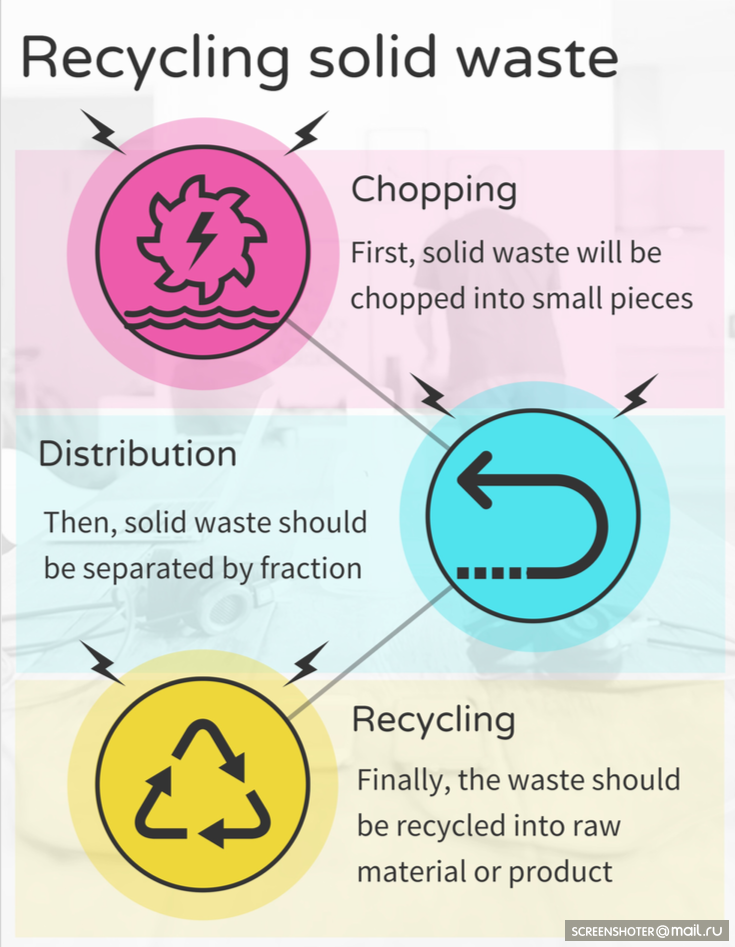 Recycling solid waste
Chopping
First, solid waste will be
chopped into small pieces
Distribution
Then, solid waste should
be separated by fraction
Recycling
Finally, the waste should
be recycled into raw
material or product
SCREENSHOTER@mail.ru